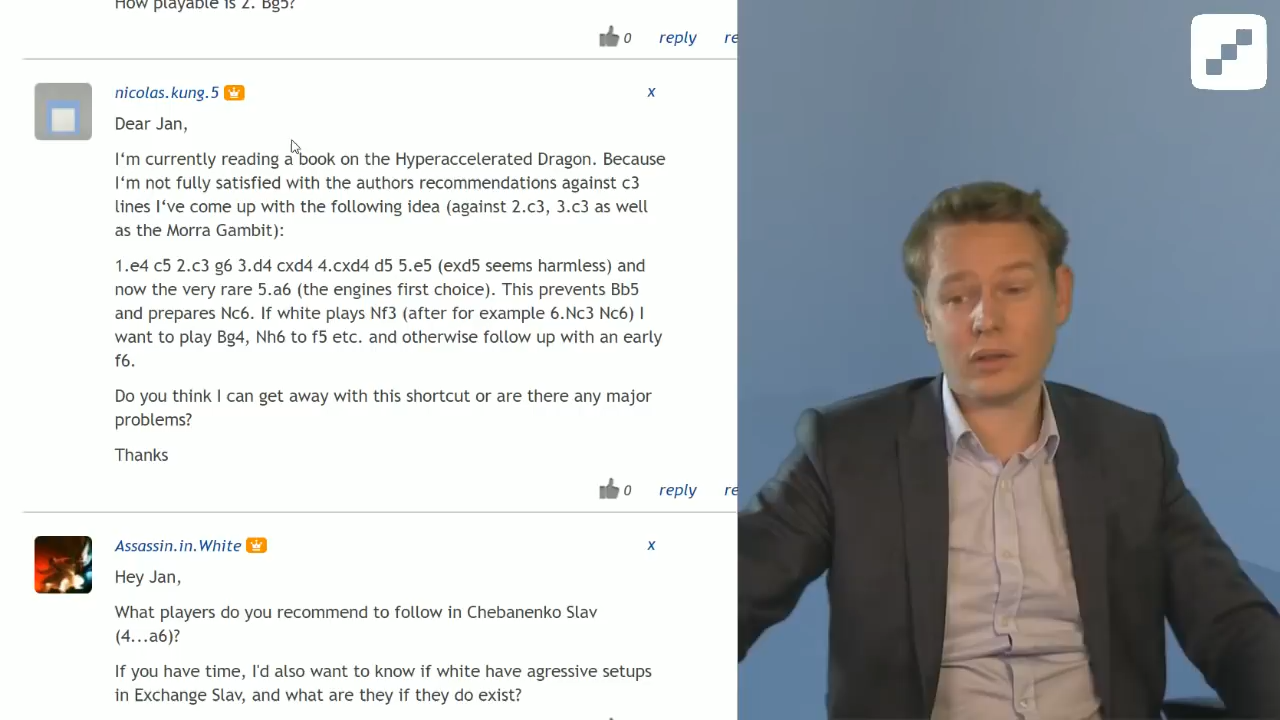 How playable is 2. Bg5?
0 reply re
nicolas.kung.5 x
Dear Jan,
I‘m currently reading a book on the Hyperaccelerated Dragon. Because
I‘m not fully satisfied with the authors recommendations against c3
lines I‘ve come up with the following idea (against 2.c3, 3.c3 as well
as the Morra Gambit):
1.e4 c5 2.c3 g6 3.d4 cxd4 4.cxd4 d5 5.e5 (exd5 seems harmless) and
now the very rare 5.a6 (the engines first choice). This prevents Bb5
and prepares Nc6. If white plays Nf3 (after for example 6.Nc3 Nc6) I
want to play Bg4, Nh6 to f5 etc. and otherwise follow up with an early
f6.
Do you think I can get away with this shortcut or are there any major
problems?
Thanks
0 reply re
Assassin.in.White x
Hey Jan,
What players do you recommend to follow in Chebanenko Slav
(4...a6)?
If you have time, I'd also want to know if white have agressive setups
in Exchange Slav, and what are they if they do exist?